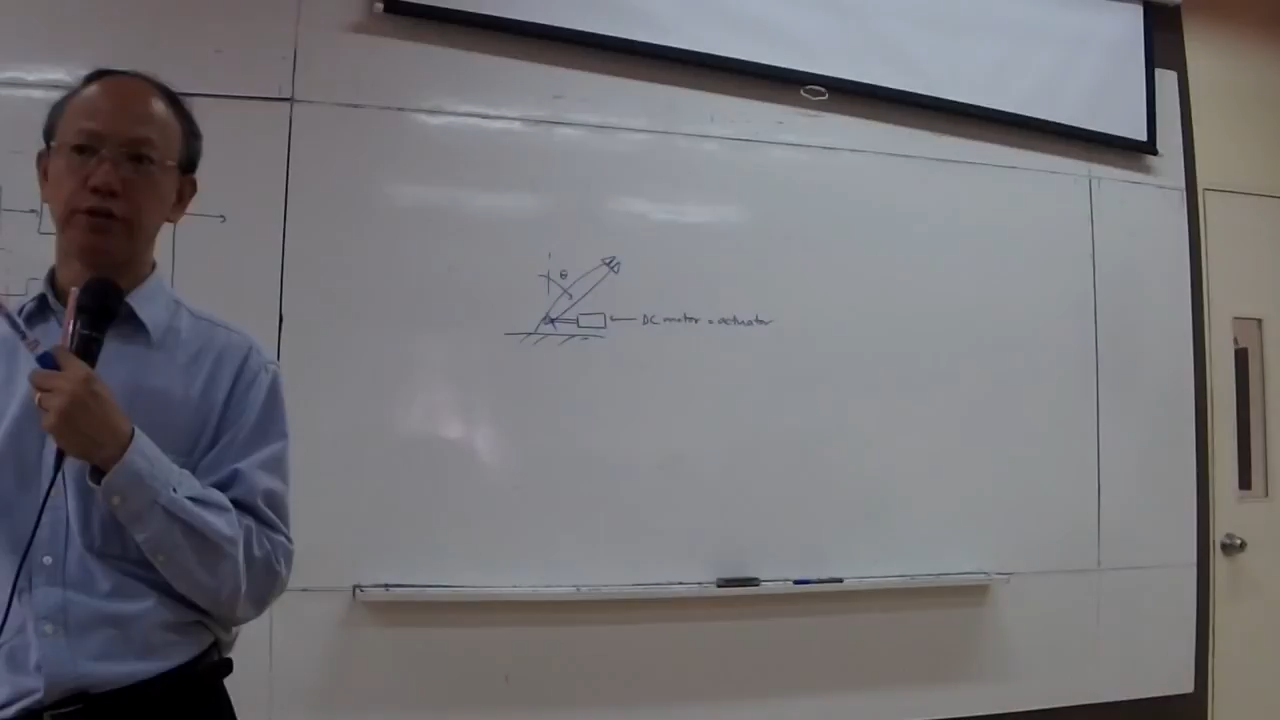 θ
DC motor = actuator